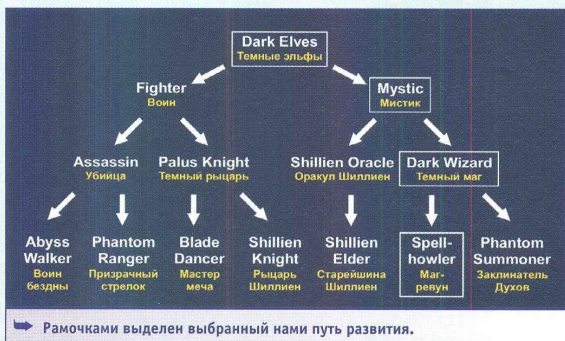 Dark Elves
Темные эльфы
Fighter
Воин
Mystic
Мистик
Assassin
Убийца
Palus Knight
Темный рыцарь
Shillien Oracle
Оракул Шиллиен
Dark Wizard
Темный маг
Abyss
Walker
Воин
бездны
Phantom
Ranger
Призрачный
стрелок
Blade
Dancer
Мастер
меча
Shillien
Knight
Рыцарь
Шиллиен
Shillien
Elder
Старейшина
Шиллиен
Spell-
howler
Маг-
ревун
Phantom
Summoner
Заклинатель
Духов
Рамочками выделен выбранный нами путь развития.